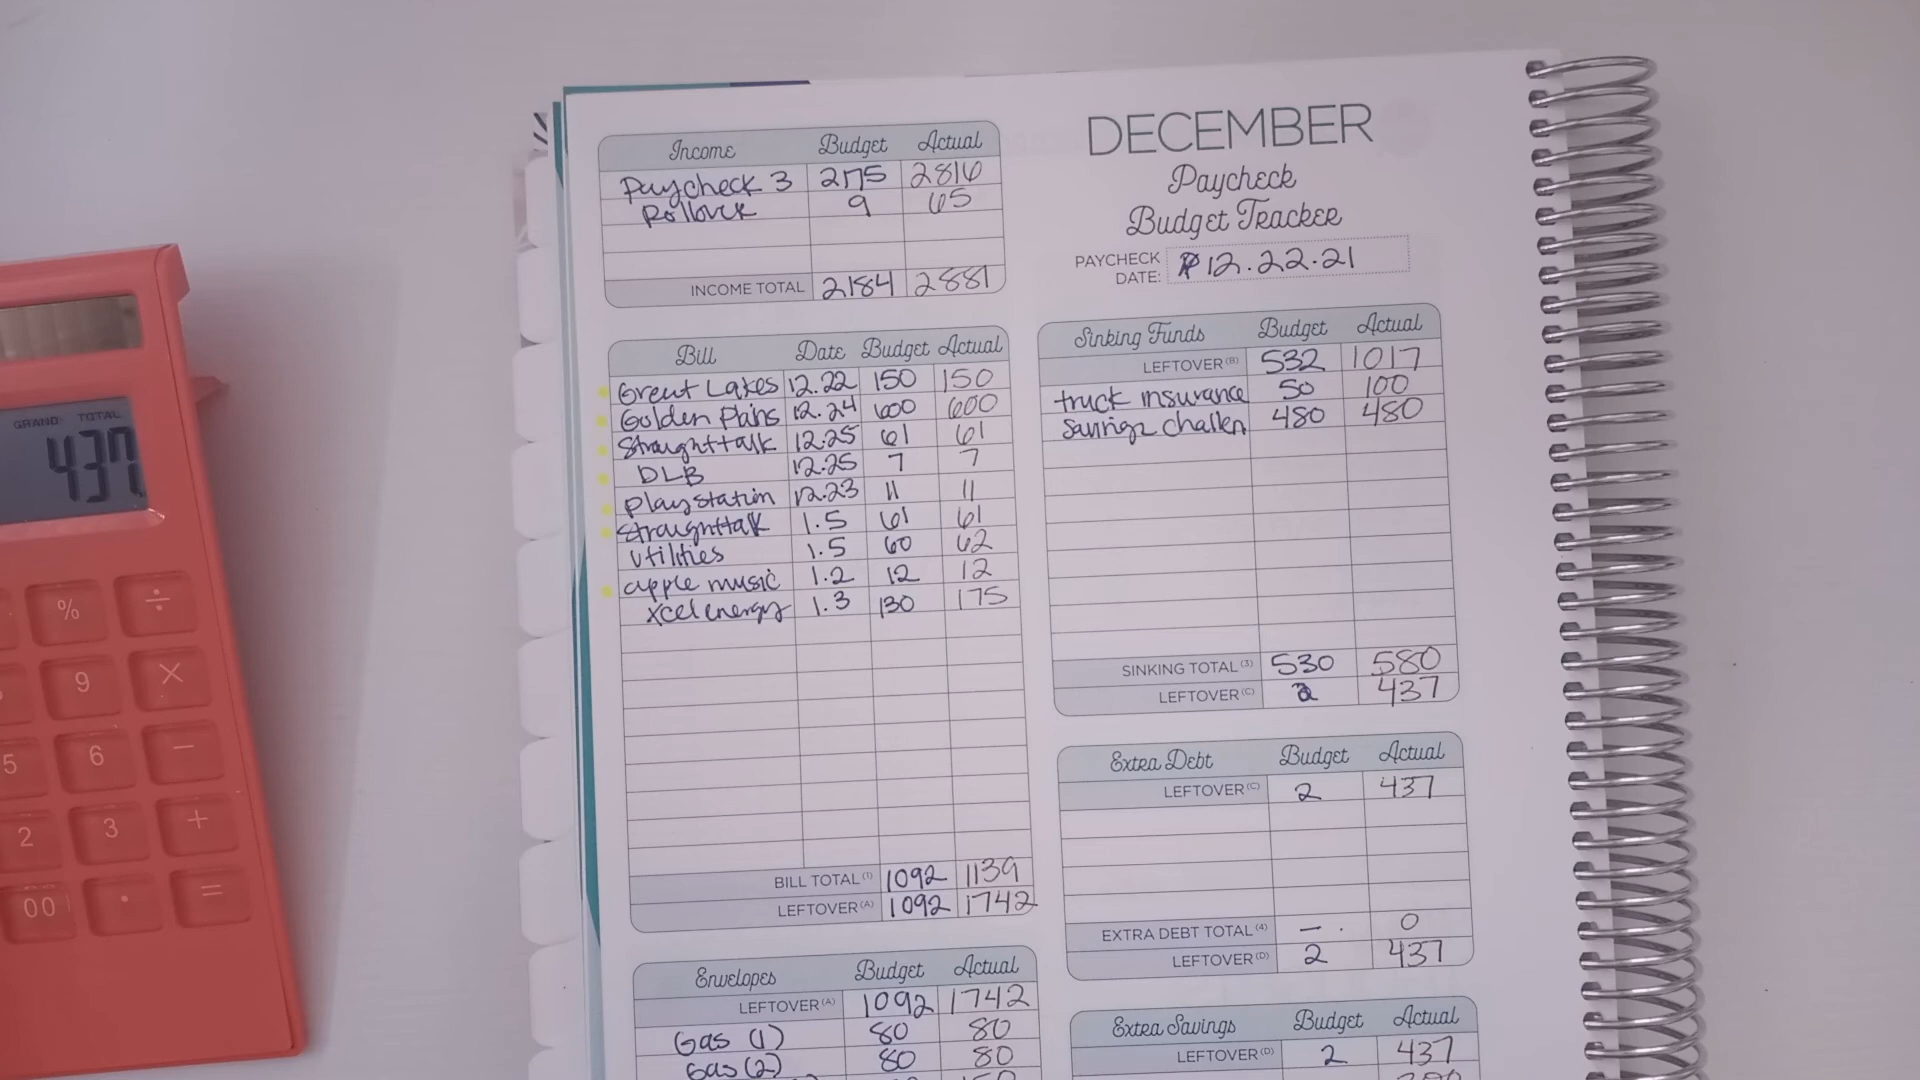 DECEMBER
Paycheck
Budget Tracker
PAYCHECK DATE: 12.22.21
Income Budget Actual
Paycheck 3 2175 2816
Rollover 9 65
INCOME TOTAL 2184 2881
Bill Date Budget Actual
Great Lakes 12.22 150 150
Golden Plains 12.24 600 600
Straighttalk 12.25 61 61
DLB 12.25 7 7
playstation 12.23 11 11
straighttalk 1.5 61 61
utilities 1.5 60 62
apple music 1.2 12 12
xcel energy 1.3 130 175
BILL TOTAL (1) 1092 1139
LEFTOVER (A) 1092 1742
Envelopes Budget Actual
LEFTOVER (A) 1092 1742
Gas (1) 80 80
Gas (2) 80 80
Sinking Funds Budget Actual
LEFTOVER (B) 532 1017
truck insurance 50 100
savings challen 480 480
SINKING TOTAL (3) 530 580
LEFTOVER (C) 2 437
Extra Debt Budget Actual
LEFTOVER (C) 2 437
EXTRA DEBT TOTAL (4) — 0
LEFTOVER (D) 2 437
Extra Savings Budget Actual
LEFTOVER (D) 2 437
GRAND TOTAL
437
% ÷
9 ×
5 6 −
2 3 +
00 . =